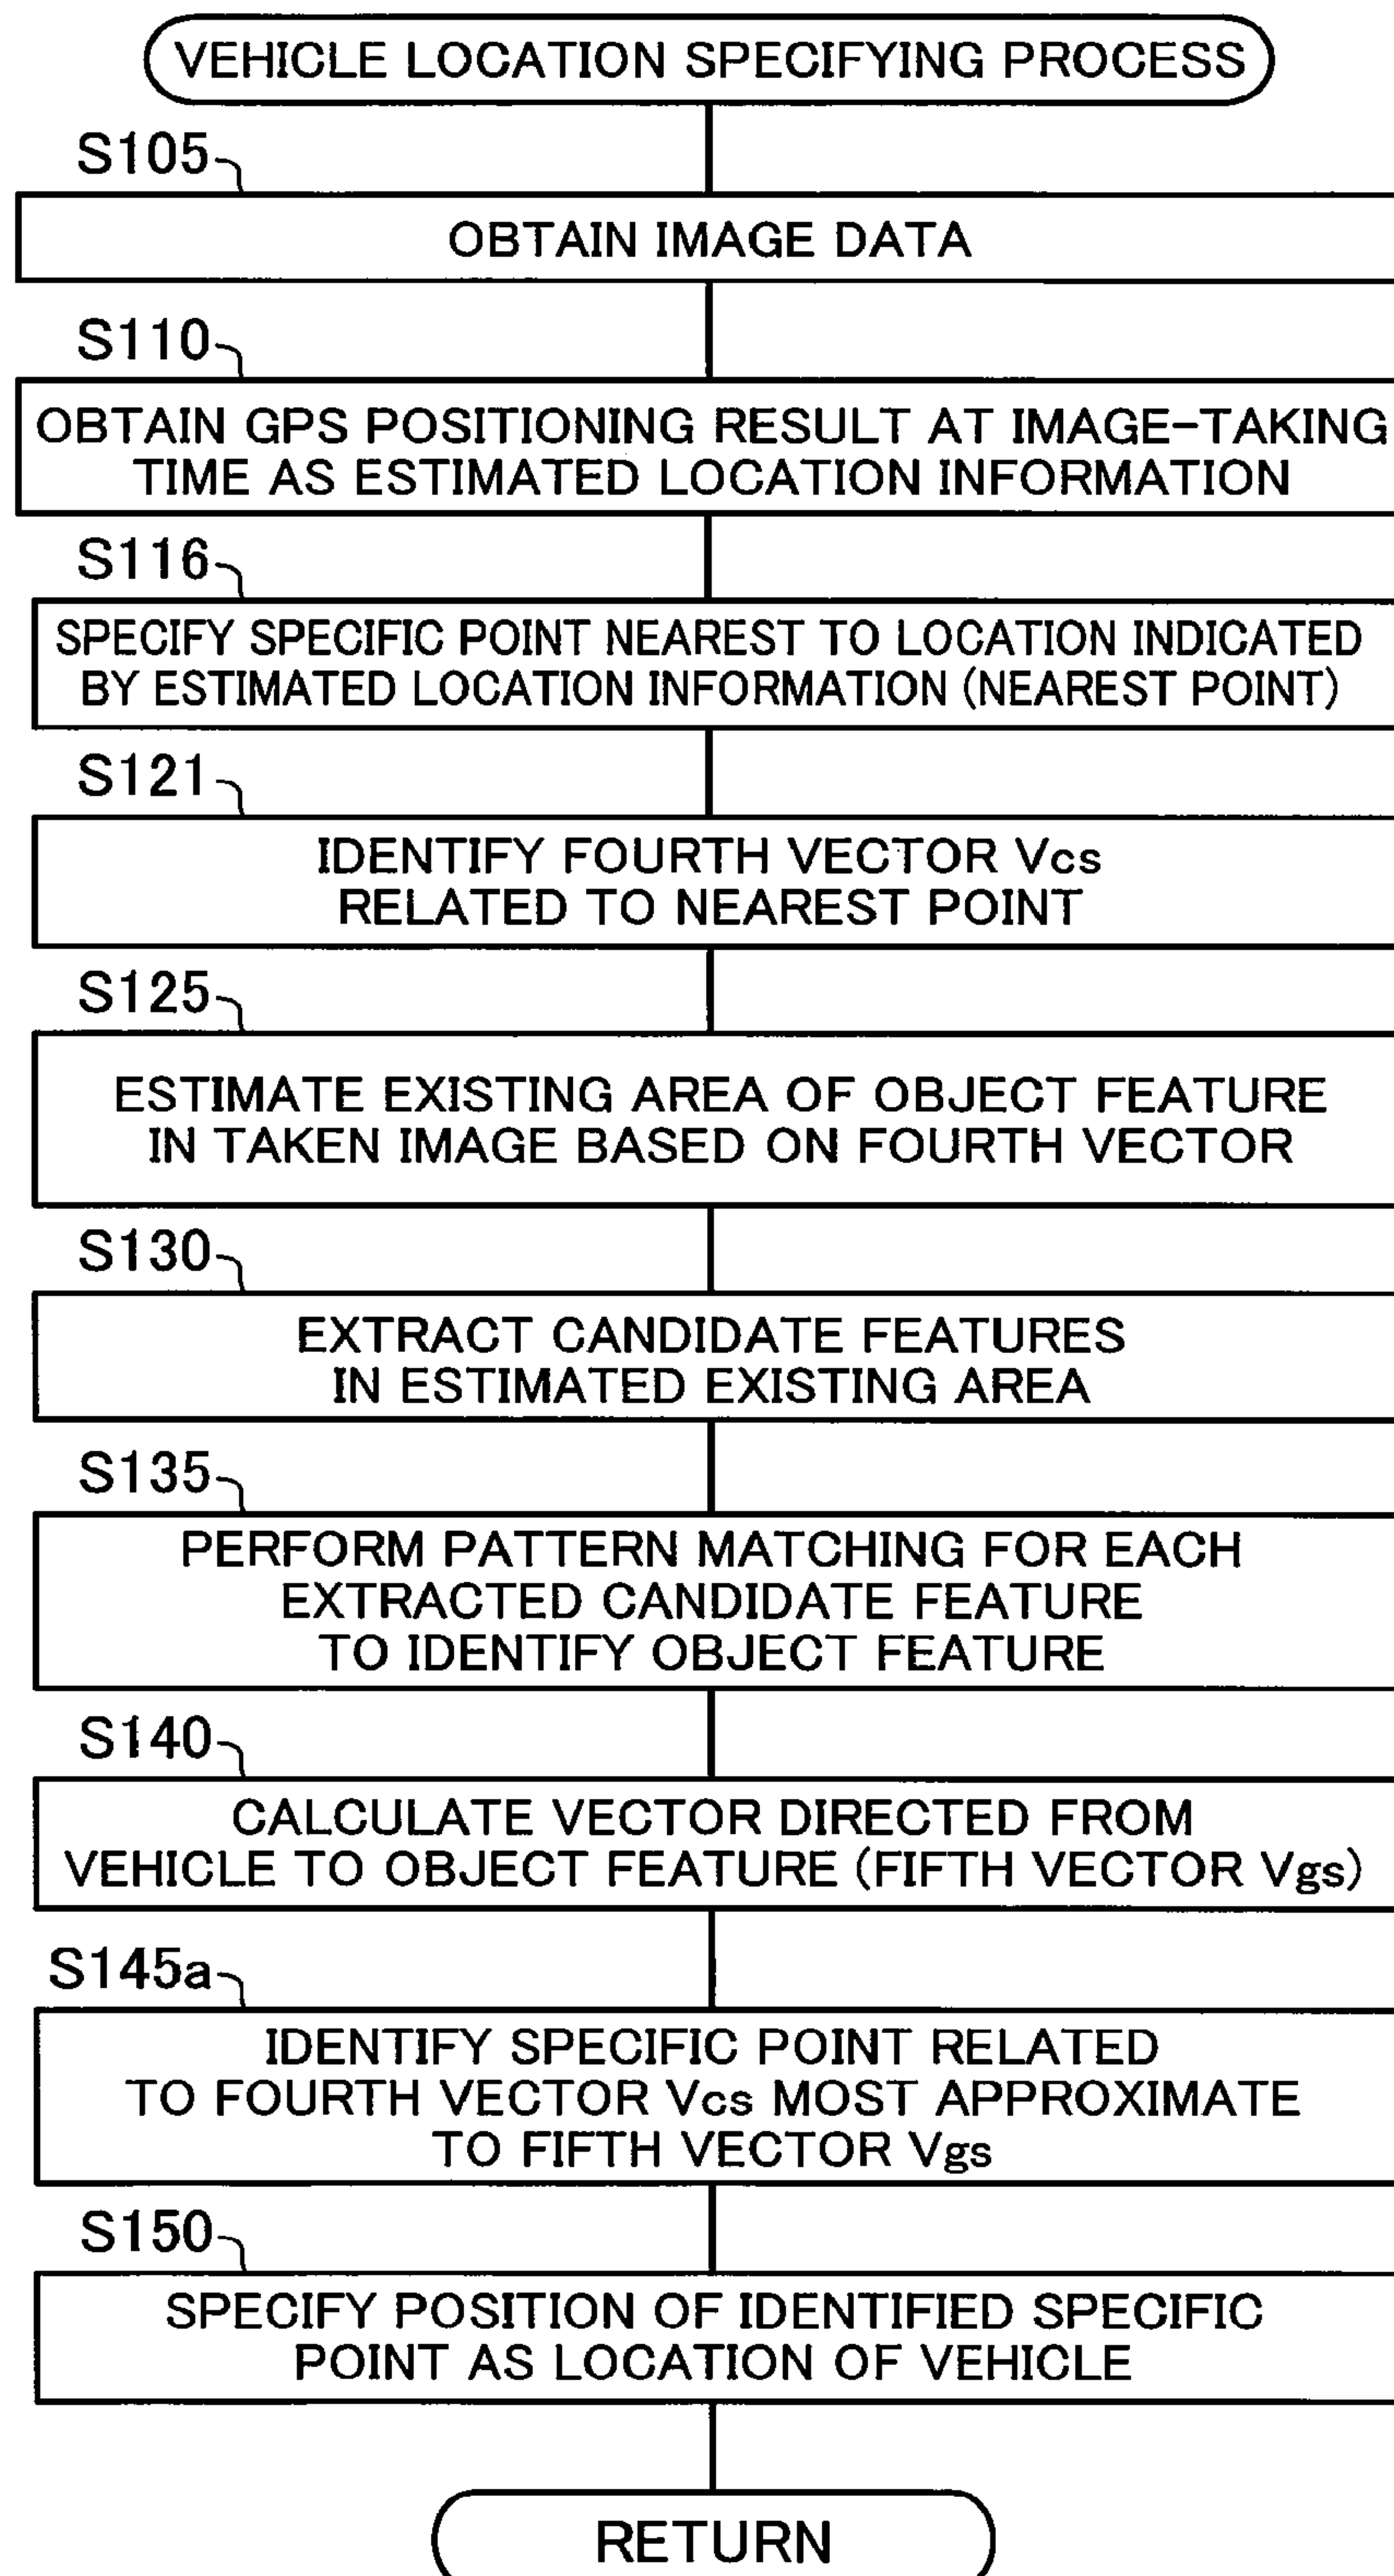 VEHICLE LOCATION SPECIFYING PROCESS
S105
OBTAIN IMAGE DATA
S110
OBTAIN GPS POSITIONING RESULT AT IMAGE-TAKING
TIME AS ESTIMATED LOCATION INFORMATION
S116
SPECIFY SPECIFIC POINT NEAREST TO LOCATION INDICATED
BY ESTIMATED LOCATION INFORMATION (NEAREST POINT)
S121
IDENTIFY FOURTH VECTOR Vcs
RELATED TO NEAREST POINT
S125
ESTIMATE EXISTING AREA OF OBJECT FEATURE
IN TAKEN IMAGE BASED ON FOURTH VECTOR
S130
EXTRACT CANDIDATE FEATURES
IN ESTIMATED EXISTING AREA
S135
PERFORM PATTERN MATCHING FOR EACH
EXTRACTED CANDIDATE FEATURE
TO IDENTIFY OBJECT FEATURE
S140
CALCULATE VECTOR DIRECTED FROM
VEHICLE TO OBJECT FEATURE (FIFTH VECTOR Vgs)
S145a
IDENTIFY SPECIFIC POINT RELATED
TO FOURTH VECTOR Vcs MOST APPROXIMATE
TO FIFTH VECTOR Vgs
S150
SPECIFY POSITION OF IDENTIFIED SPECIFIC
POINT AS LOCATION OF VEHICLE
RETURN